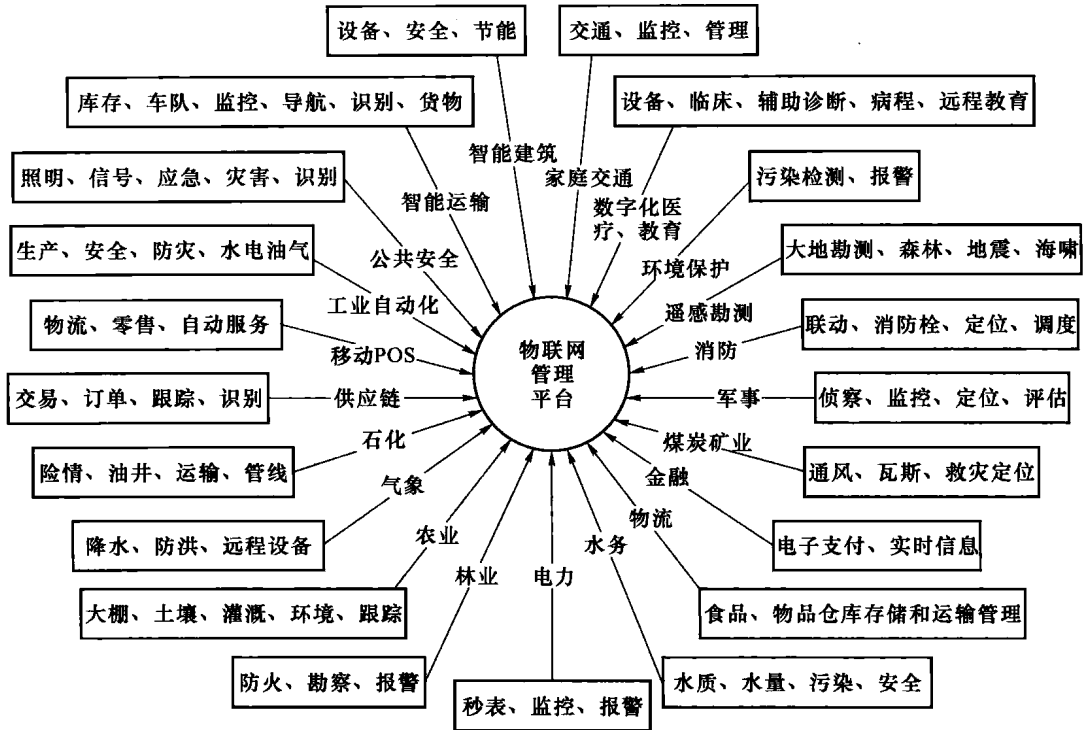 设备、安全、节能
交通、监控、管理
库存、车队、监控、导航、识别、货物
设备、临床、辅助诊断、病程、远程教育
智能建筑
家庭交通
照明、信号、应急、灾害、识别
污染检测、报警
智能运输
数字化医
疗、教育
生产、安全、防灾、水电油气
大地勘测、森林、地震、海啸
公共安全
环境保护
工业自动化
遥感勘测
物流、零售、自动服务
联动、消防栓、定位、调度
移动POS
消防
物联网
管理
平台
交易、订单、跟踪、识别
供应链
军事
侦察、监控、定位、评估
石化
煤炭矿业
险情、油井、运输、管线
通风、瓦斯、救灾定位
气象
金融
降水、防洪、远程设备
农业
物流
电子支付、实时信息
水务
林业
电力
大棚、土壤、灌溉、环境、跟踪
食品、物品仓库存储和运输管理
防火、勘察、报警
水质、水量、污染、安全
秒表、监控、报警